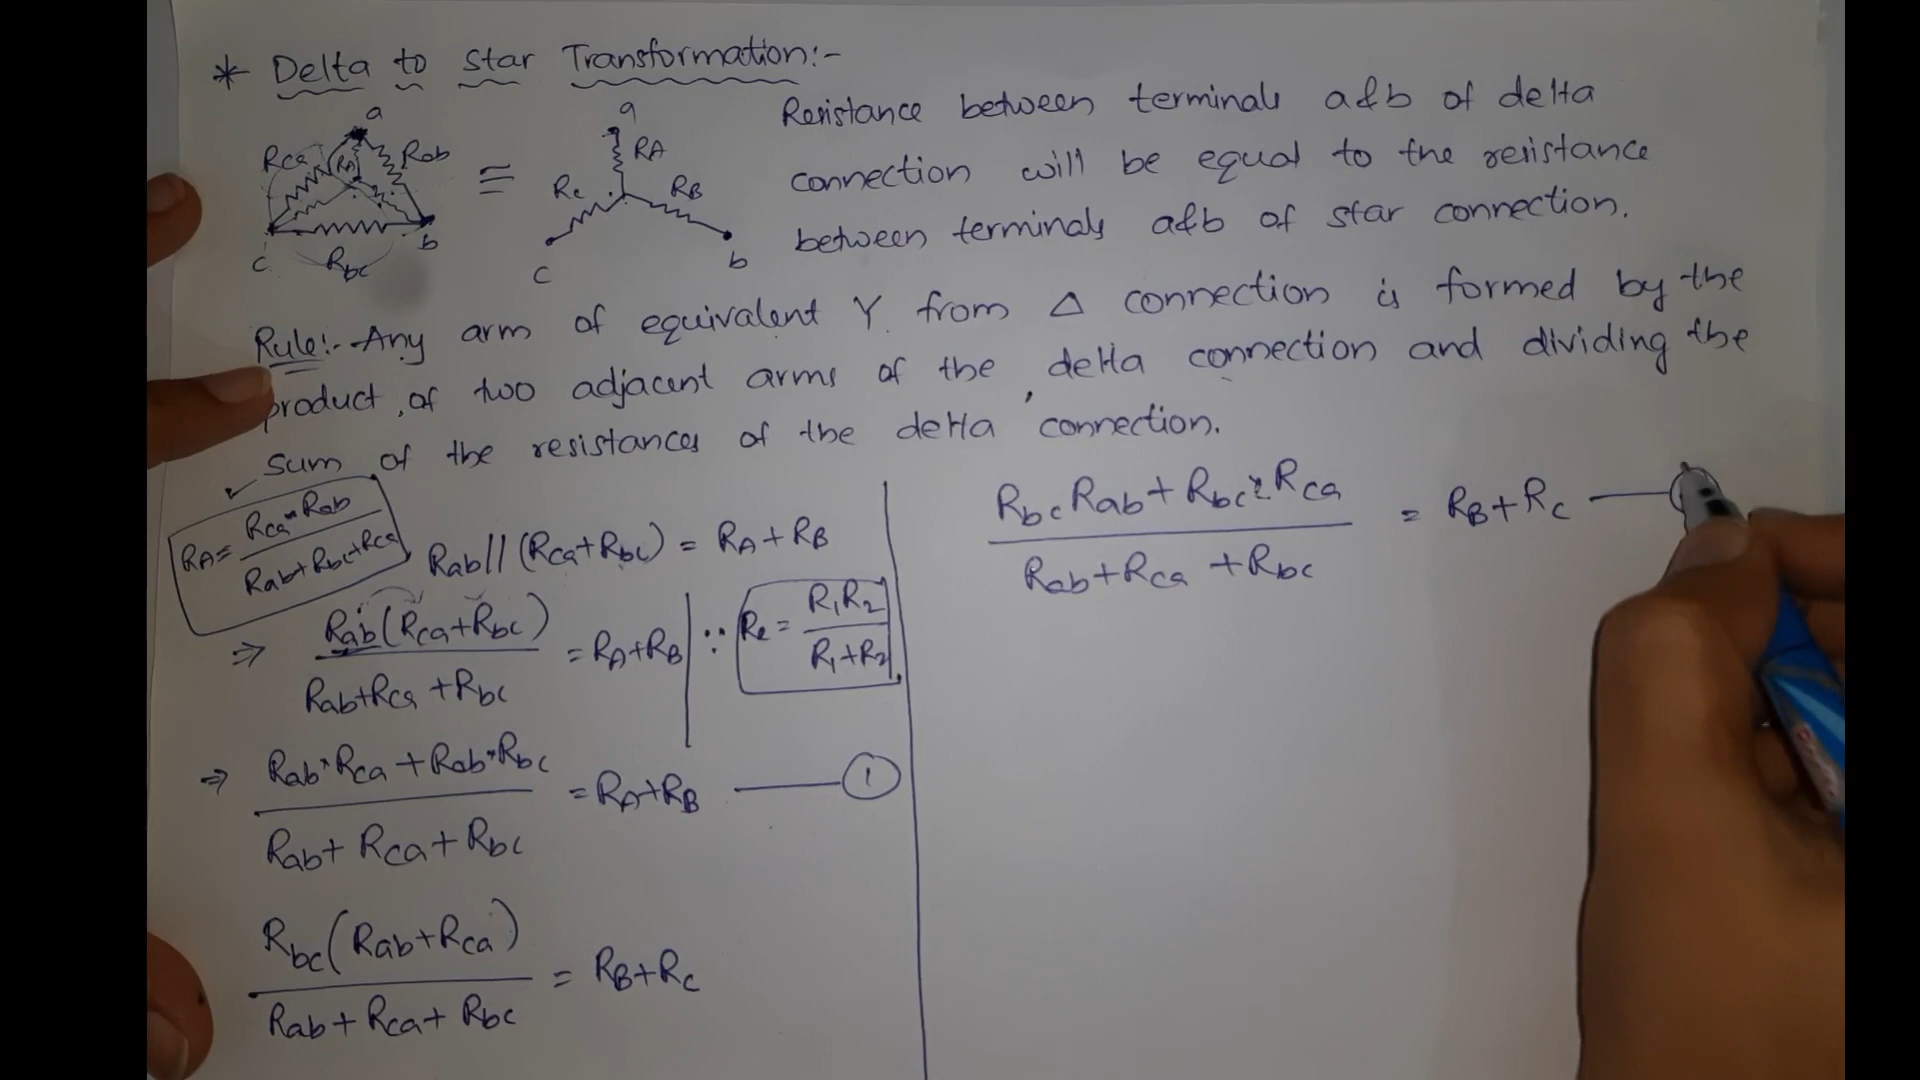 * Delta to Star Transformation:-
a
Rca
RA
Rab
c
Rbc
b
≡
a
RA
Rc
RB
c
b
Resistance between terminals a&b of delta
connection will be equal to the resistance
between terminals a&b of star connection.
Rule:- Any arm of equivalent Y from Δ connection is formed by the
product of two adjacent arms of the delta connection and dividing the
sum of the resistances of the delta connection.
RA = Rca*Rab / Rab+Rbc+Rca
Rab//(Rca+Rbc) = RA+RB
⇒ Rab(Rca+Rbc) / Rab+Rca+Rbc = RA+RB
∵ Re = R1R2 / R1+R2
⇒ Rab*Rca+Rab*Rbc / Rab+Rca+Rbc = RA+RB — 1
Rbc(Rab+Rca) / Rab+Rca+Rbc = RB+RC
RbcRab+Rbc*Rca / Rab+Rca+Rbc = RB+RC —